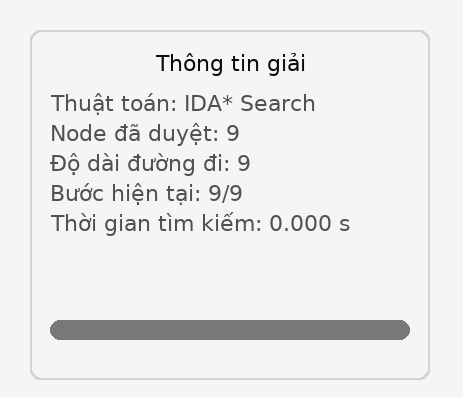 Thông tin giải
Thuật toán: IDA* Search
Node đã duyệt: 9
Độ dài đường đi: 9
Bước hiện tại: 9/9
Thời gian tìm kiếm: 0.000 s